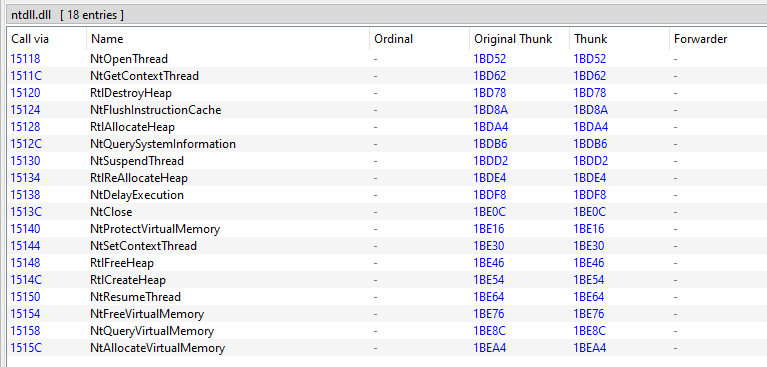 ntdll.dll [ 18 entries ]
Call via Name Ordinal Original Thunk Thunk Forwarder
15118 NtOpenThread - 1BD52 1BD52 -
1511C NtGetContextThread - 1BD62 1BD62 -
15120 RtlDestroyHeap - 1BD78 1BD78 -
15124 NtFlushInstructionCache - 1BD8A 1BD8A -
15128 RtlAllocateHeap - 1BDA4 1BDA4 -
1512C NtQuerySystemInformation - 1BDB6 1BDB6 -
15130 NtSuspendThread - 1BDD2 1BDD2 -
15134 RtlReAllocateHeap - 1BDE4 1BDE4 -
15138 NtDelayExecution - 1BDF8 1BDF8 -
1513C NtClose - 1BE0C 1BE0C -
15140 NtProtectVirtualMemory - 1BE16 1BE16 -
15144 NtSetContextThread - 1BE30 1BE30 -
15148 RtlFreeHeap - 1BE46 1BE46 -
1514C RtlCreateHeap - 1BE54 1BE54 -
15150 NtResumeThread - 1BE64 1BE64 -
15154 NtFreeVirtualMemory - 1BE76 1BE76 -
15158 NtQueryVirtualMemory - 1BE8C 1BE8C -
1515C NtAllocateVirtualMemory - 1BEA4 1BEA4 -